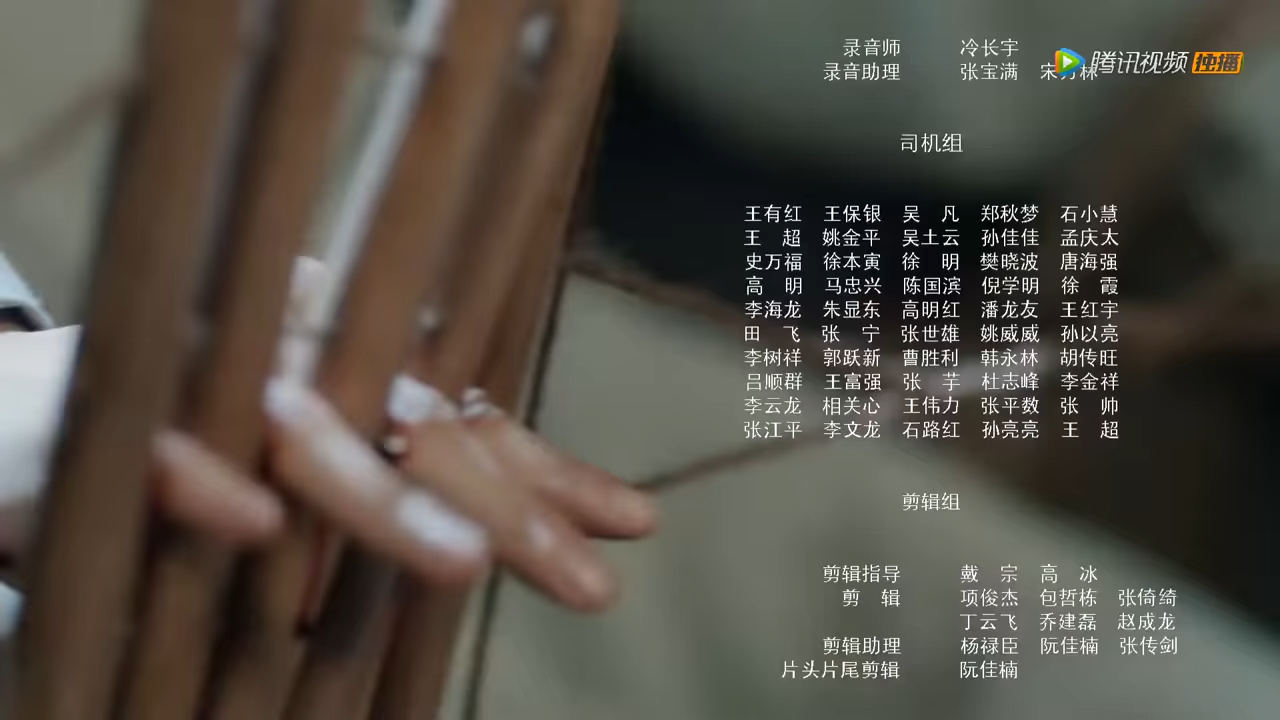 录音师 冷长宇
腾讯视频 独播
录音助理 张宝满
司机组
王有红 王保银 吴 凡 郑秋梦 石小慧
王 超 姚金平 吴土云 孙佳佳 孟庆太
史万福 徐本寅 徐 明 樊晓波 唐海强
高 明 马忠兴 陈国滨 倪学明 徐 霞
李海龙 朱显东 高明红 潘龙友 王红宇
田 飞 张 宁 张世雄 姚威威 孙以亮
李树祥 郭跃新 曹胜利 韩永林 胡传旺
吕顺群 王富强 张 芋 杜志峰 李金祥
李云龙 相关心 王伟力 张平数 张 帅
张江平 李文龙 石路红 孙亮亮 王 超
剪辑组
剪辑指导 戴 宗 高 冰
剪 辑 项俊杰 包哲栋 张倚绮
丁云飞 乔建磊 赵成龙
剪辑助理 杨禄臣 阮佳楠 张传剑
片头片尾剪辑 阮佳楠